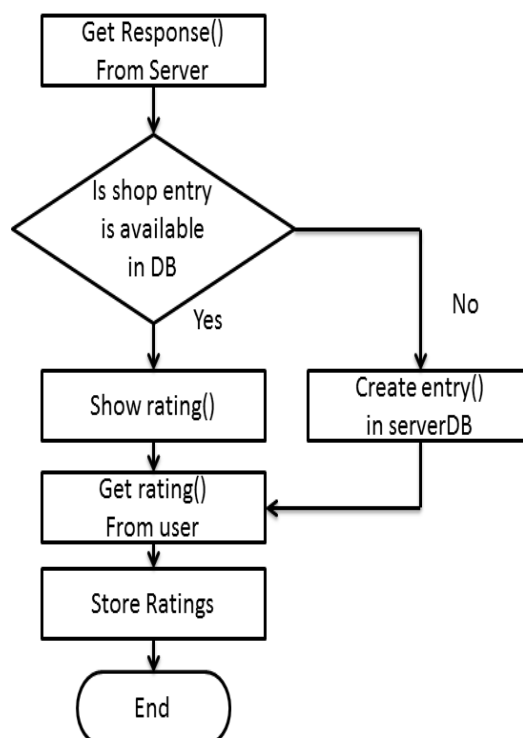 Get Response()
From Server
Is shop entry
is available
in DB
Yes
No
Show rating()
Create entry()
in serverDB
Get rating()
From user
Store Ratings
End